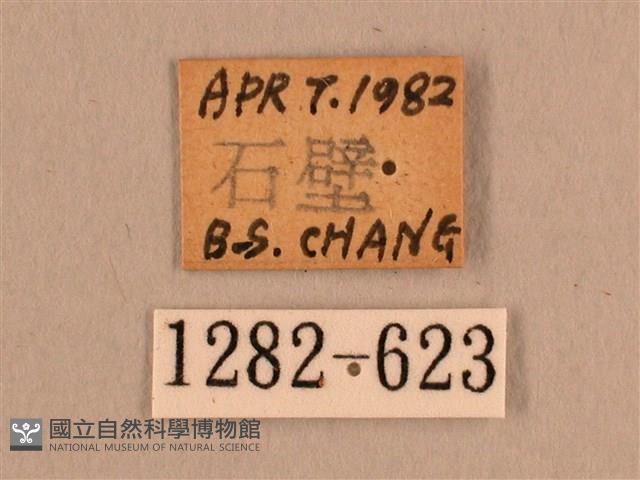 APR 7.1982
石壁
B-S. CHANG
1282-623
國立自然科學博物館
NATIONAL MUSEUM OF NATURAL SCIENCE